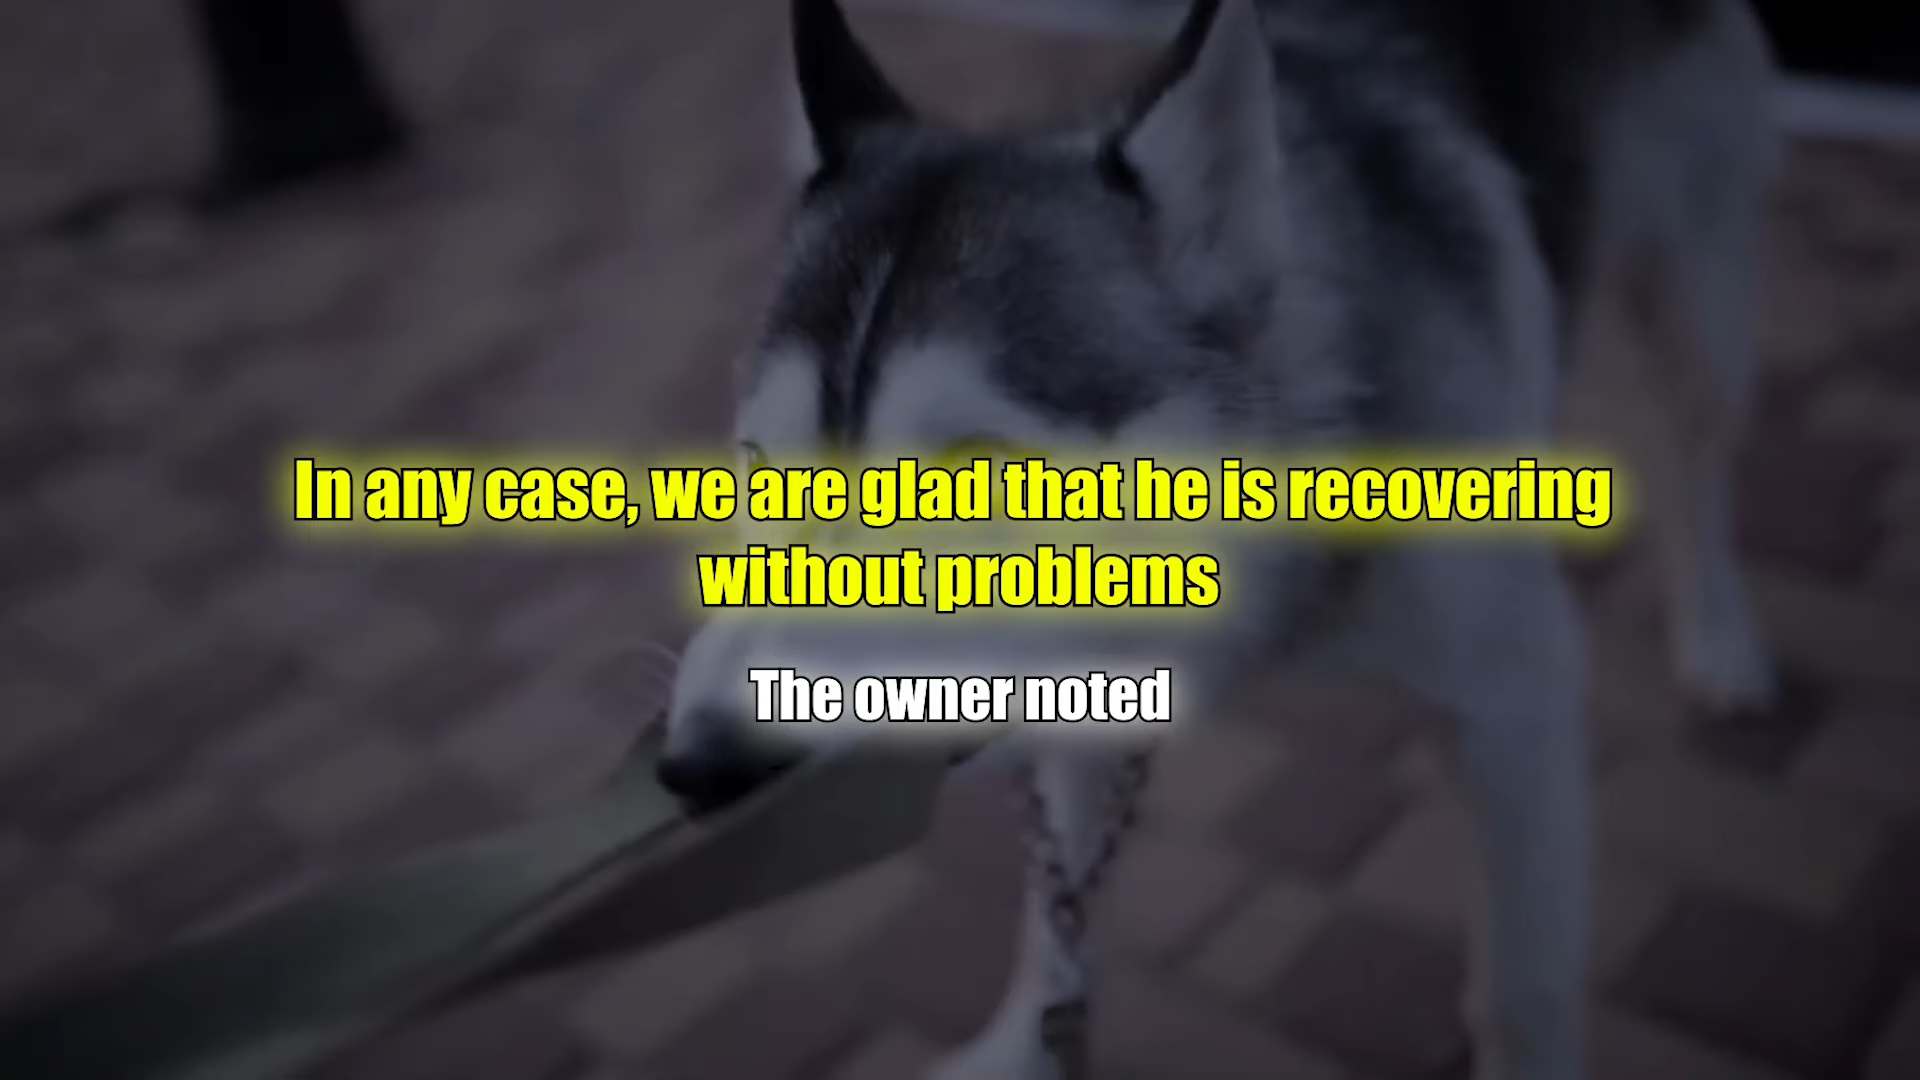 In any case, we are glad that he is recovering
without problems
The owner noted